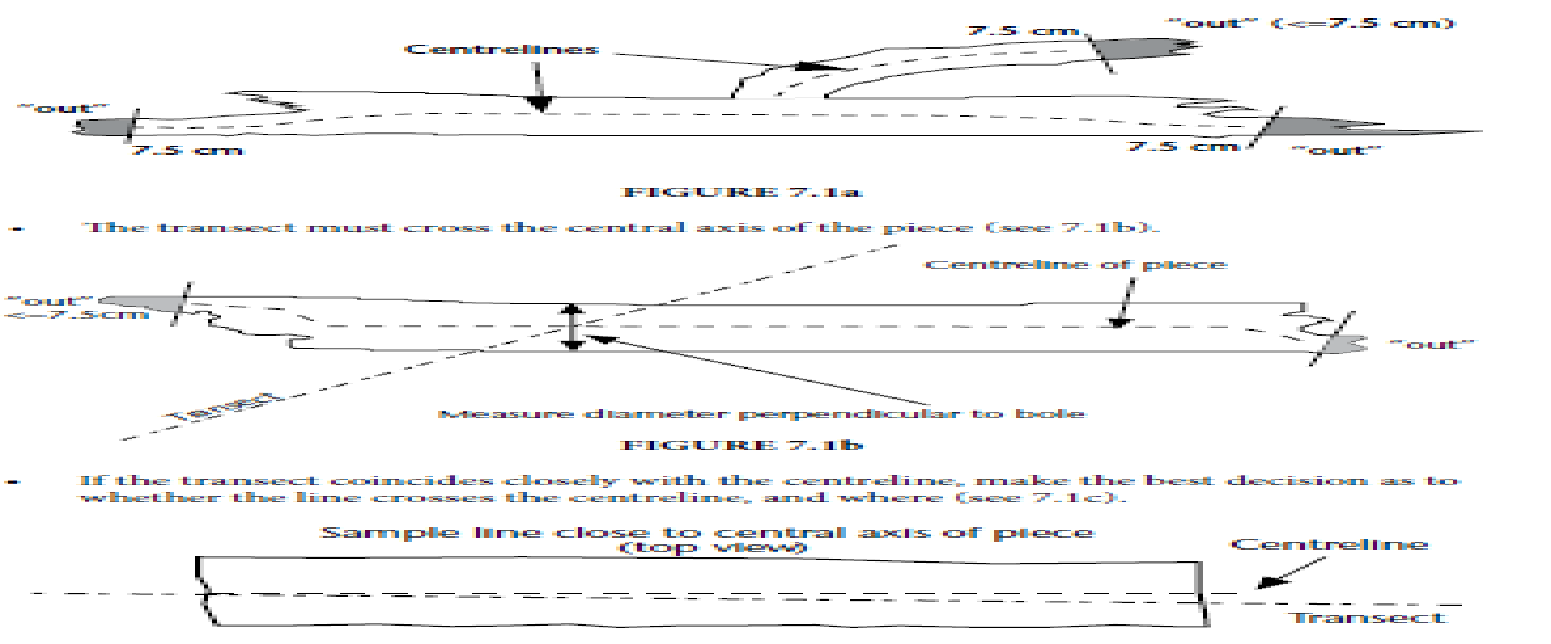 "out" (<=7.5 cm)
7.5 cm
Centrelines
"out"
7.5 cm
7.5 cm
"out"
FIGURE 7.1a
- The transect must cross the central axis of the piece (see 7.1b).
Centreline of piece
"out"
<=7.5cm
"out"
Measure diameter perpendicular to bole
FIGURE 7.1b
- If the transect coincides closely with the centreline, make the best decision as to
whether the line crosses the centreline, and where (see 7.1c).
Sample line close to central axis of piece
(top view)
Centreline
Transect